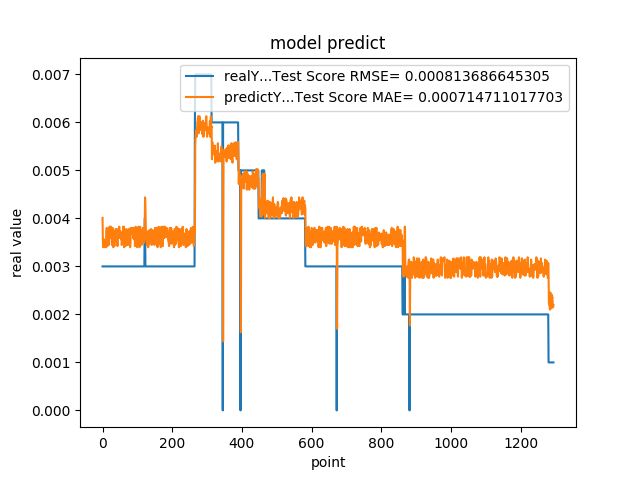 model predict
realY...Test Score RMSE= 0.000813686645305
predictY...Test Score MAE= 0.000714711017703
real value
0.007
0.006
0.005
0.004
0.003
0.002
0.001
0.000
0 200 400 600 800 1000 1200
point